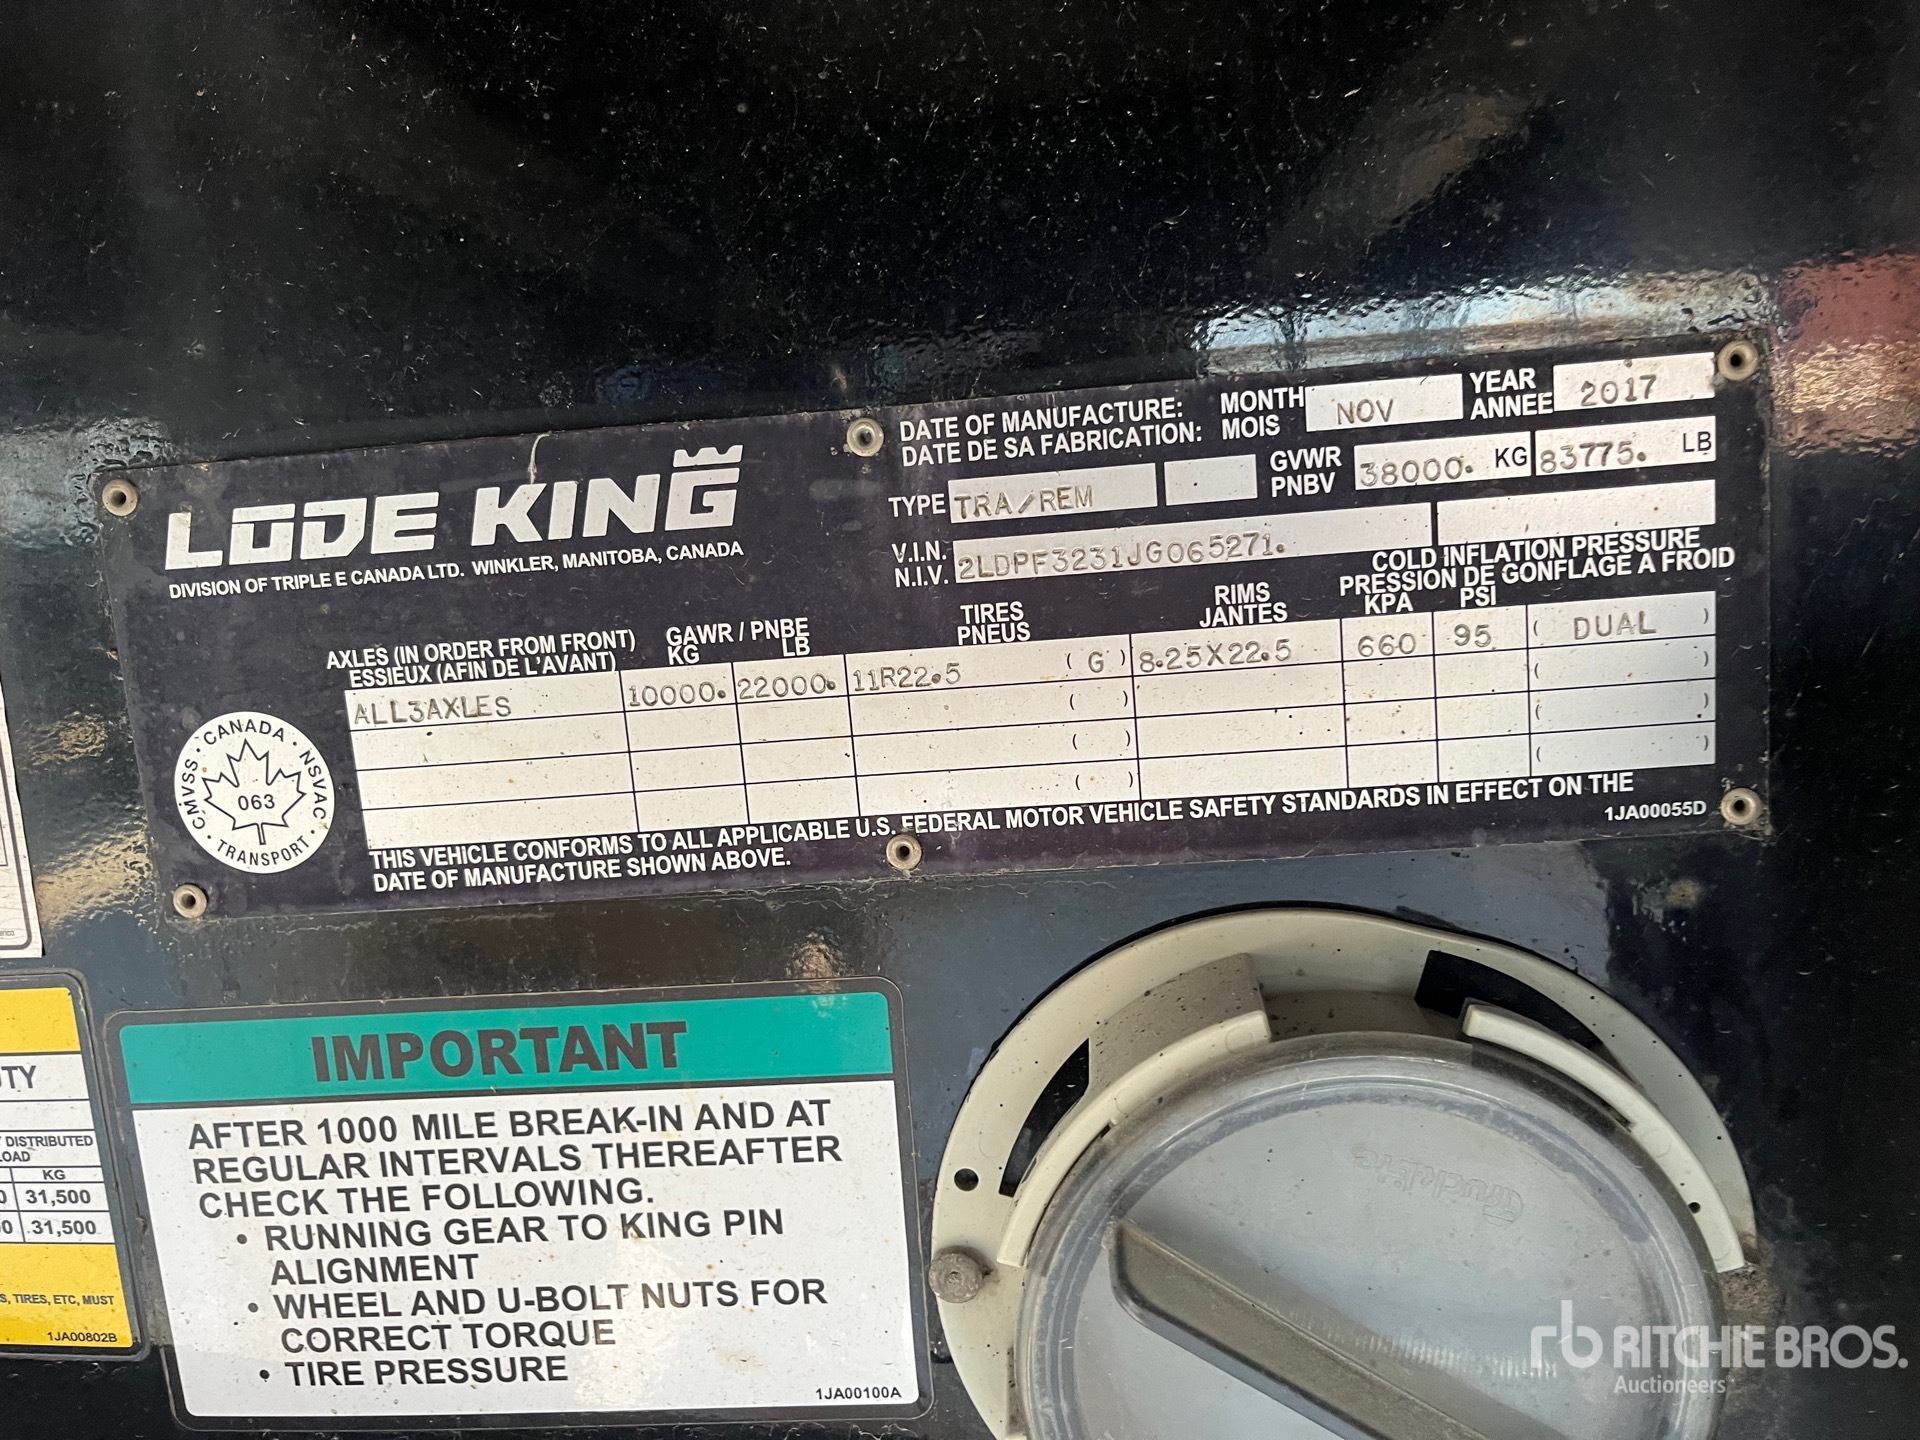 LODE KING
DIVISION OF TRIPLE E CANADA LTD. WINKLER, MANITOBA, CANADA
DATE OF MANUFACTURE: MONTH NOV YEAR 2017
DATE DE SA FABRICATION: MOIS ANNEE
TYPE TRA/REM GVWR 38000. KG 83775. LB
PNBV
V.I.N. 2LDPF3231JG065271.
N.I.V.
COLD INFLATION PRESSURE
PRESSION DE GONFLAGE A FROID
AXLES (IN ORDER FROM FRONT) GAWR / PNBE TIRES RIMS KPA PSI
ESSIEUX (AFIN DE L'AVANT) KG LB PNEUS JANTES
ALL3AXLES 10000. 22000. 11R22.5 ( G ) 8.25X22.5 660 95 ( DUAL )
( ) ( )
( ) ( )
( ) ( )
THIS VEHICLE CONFORMS TO ALL APPLICABLE U.S. FEDERAL MOTOR VEHICLE SAFETY STANDARDS IN EFFECT ON THE
DATE OF MANUFACTURE SHOWN ABOVE.
1JA00055D
CANADA · NSVAC · TRANSPORT · CMVSS ·
063
IMPORTANT
AFTER 1000 MILE BREAK-IN AND AT
REGULAR INTERVALS THEREAFTER
CHECK THE FOLLOWING.
• RUNNING GEAR TO KING PIN
ALIGNMENT
• WHEEL AND U-BOLT NUTS FOR
CORRECT TORQUE
• TIRE PRESSURE
1JA00100A
DISTRIBUTED
KG
31,500
31,500
TIRES, ETC, MUST
1JA00802B
Trucklite
rb RITCHIE BROS.
Auctioneers